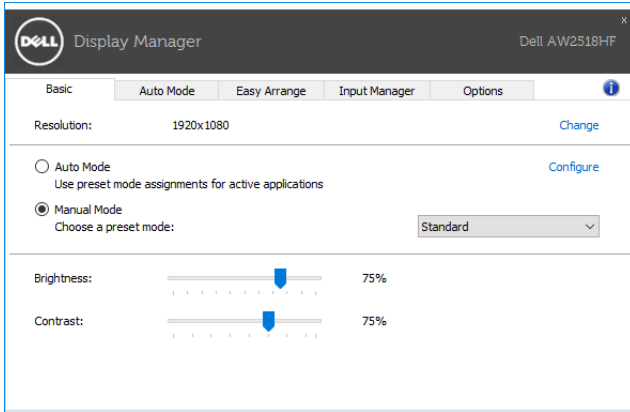 DELL Display Manager
Dell AW2518HF
x
Basic Auto Mode Easy Arrange Input Manager Options i
Resolution: 1920x1080 Change
Auto Mode Configure
Use preset mode assignments for active applications
Manual Mode
Choose a preset mode: Standard
Brightness: 75%
Contrast: 75%